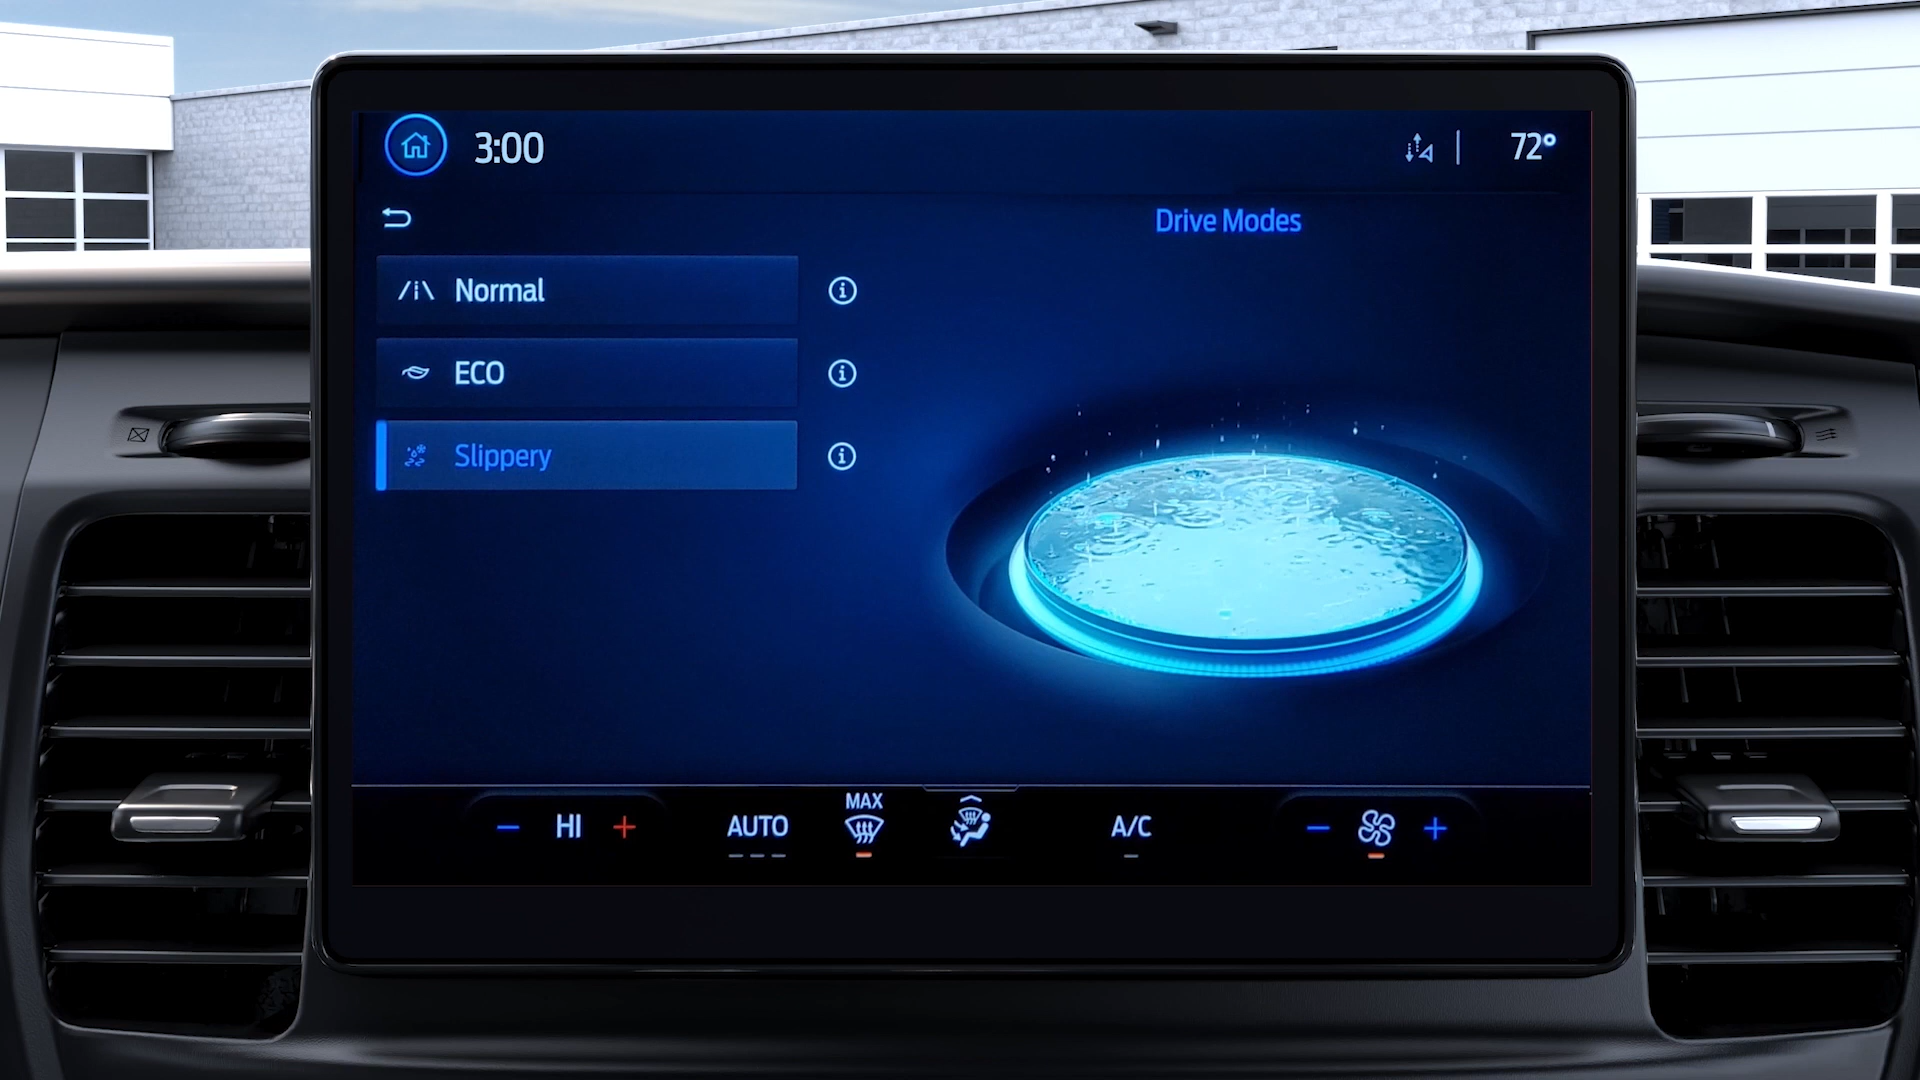 3:00
72°
Drive Modes
Normal
ECO
Slippery
HI
AUTO
MAX
A/C